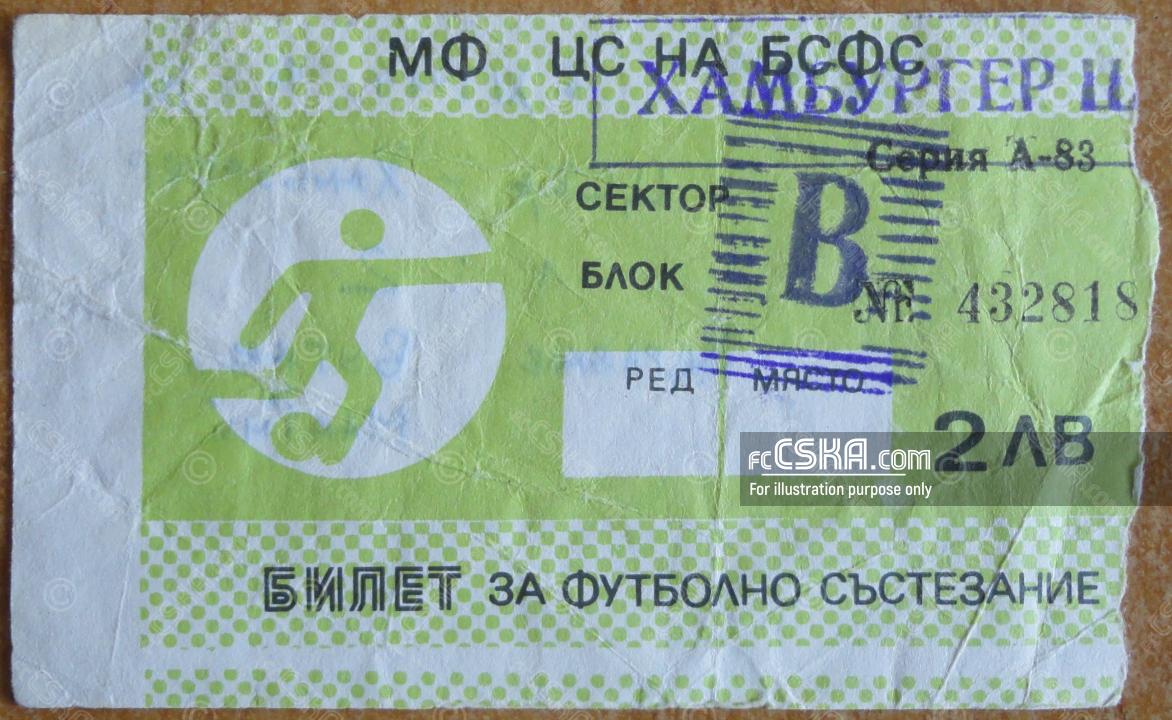 МФ ЦС НА БСФС
ХАМБУРГЕР
Серия А-83
СЕКТОР
В
БЛОК
№ 432818
РЕД МЯСТО
2 ЛВ
fcCSKA.com
For illustration purpose only
БИЛЕТ ЗА ФУТБОЛНО СЪСТЕЗАНИЕ